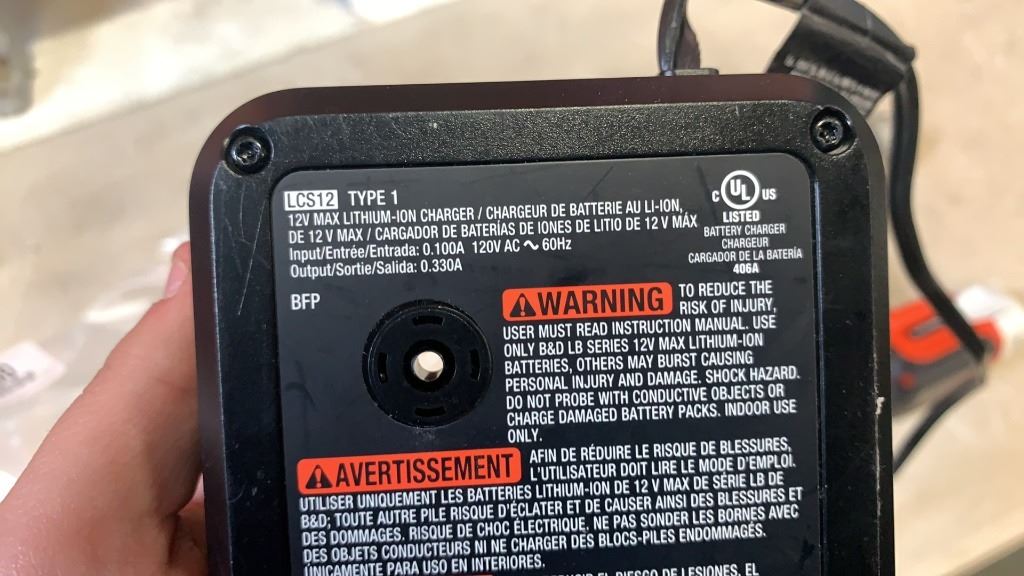 LCS12 TYPE 1
12V MAX LITHIUM-ION CHARGER / CHARGEUR DE BATTERIE AU LI-ION,
DE 12 V MAX / CARGADOR DE BATERÍAS DE IONES DE LITIO DE 12 V MÁX
Input/Entrée/Entrada: 0.100A 120V AC ~ 60Hz
Output/Sortie/Salida: 0.330A
C UL US
LISTED
BATTERY CHARGER
CHARGEUR
CARGADOR DE LA BATERÍA
406A
BFP
WARNING TO REDUCE THE
RISK OF INJURY,
USER MUST READ INSTRUCTION MANUAL. USE
ONLY B&D LB SERIES 12V MAX LITHIUM-ION
BATTERIES, OTHERS MAY BURST CAUSING
PERSONAL INJURY AND DAMAGE. SHOCK HAZARD.
DO NOT PROBE WITH CONDUCTIVE OBJECTS OR
CHARGE DAMAGED BATTERY PACKS. INDOOR USE
ONLY.
AVERTISSEMENT AFIN DE RÉDUIRE LE RISQUE DE BLESSURES,
L'UTILISATEUR DOIT LIRE LE MODE D'EMPLOI.
UTILISER UNIQUEMENT LES BATTERIES LITHIUM-ION DE 12 V MAX DE SÉRIE LB DE
B&D; TOUTE AUTRE PILE RISQUE D'ÉCLATER ET DE CAUSER AINSI DES BLESSURES ET
DES DOMMAGES. RISQUE DE CHOC ÉLECTRIQUE. NE PAS SONDER LES BORNES AVEC
DES OBJETS CONDUCTEURS NI NE CHARGER DES BLOCS-PILES ENDOMMAGÉS.
UNICAMENTE PARA USO EN INTERIORES.
EL RIESGO DE LESIONES, EL